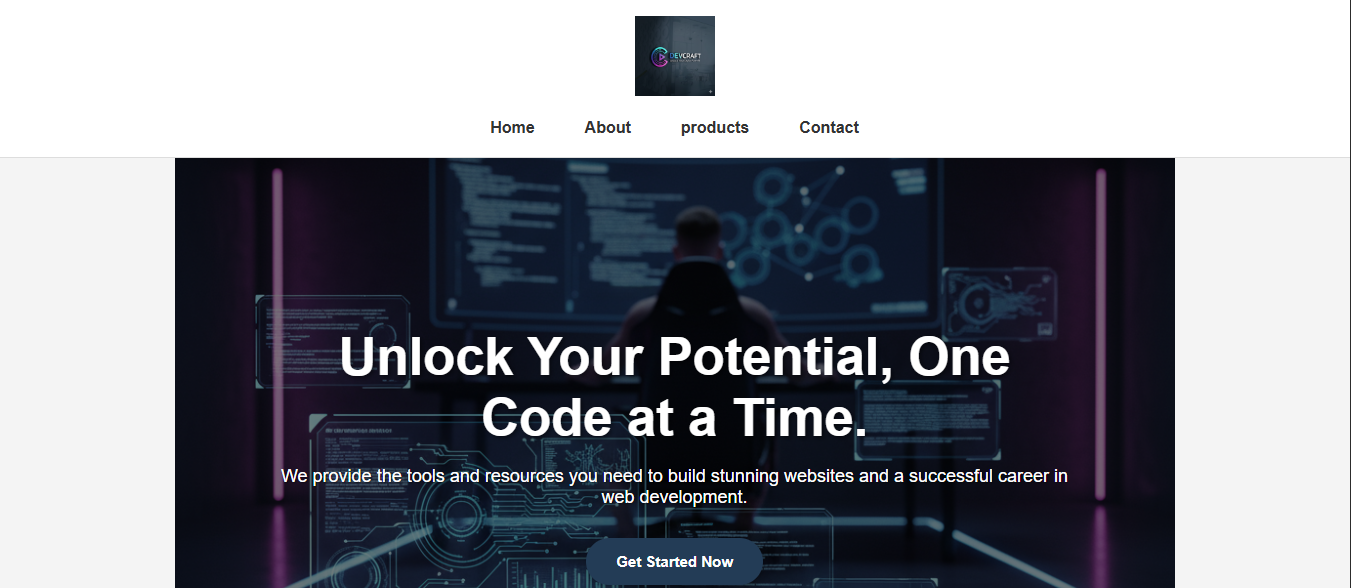 DEVCRAFT
Home About products Contact
Unlock Your Potential, One
Code at a Time.
We provide the tools and resources you need to build stunning websites and a successful career in
web development.
Get Started Now